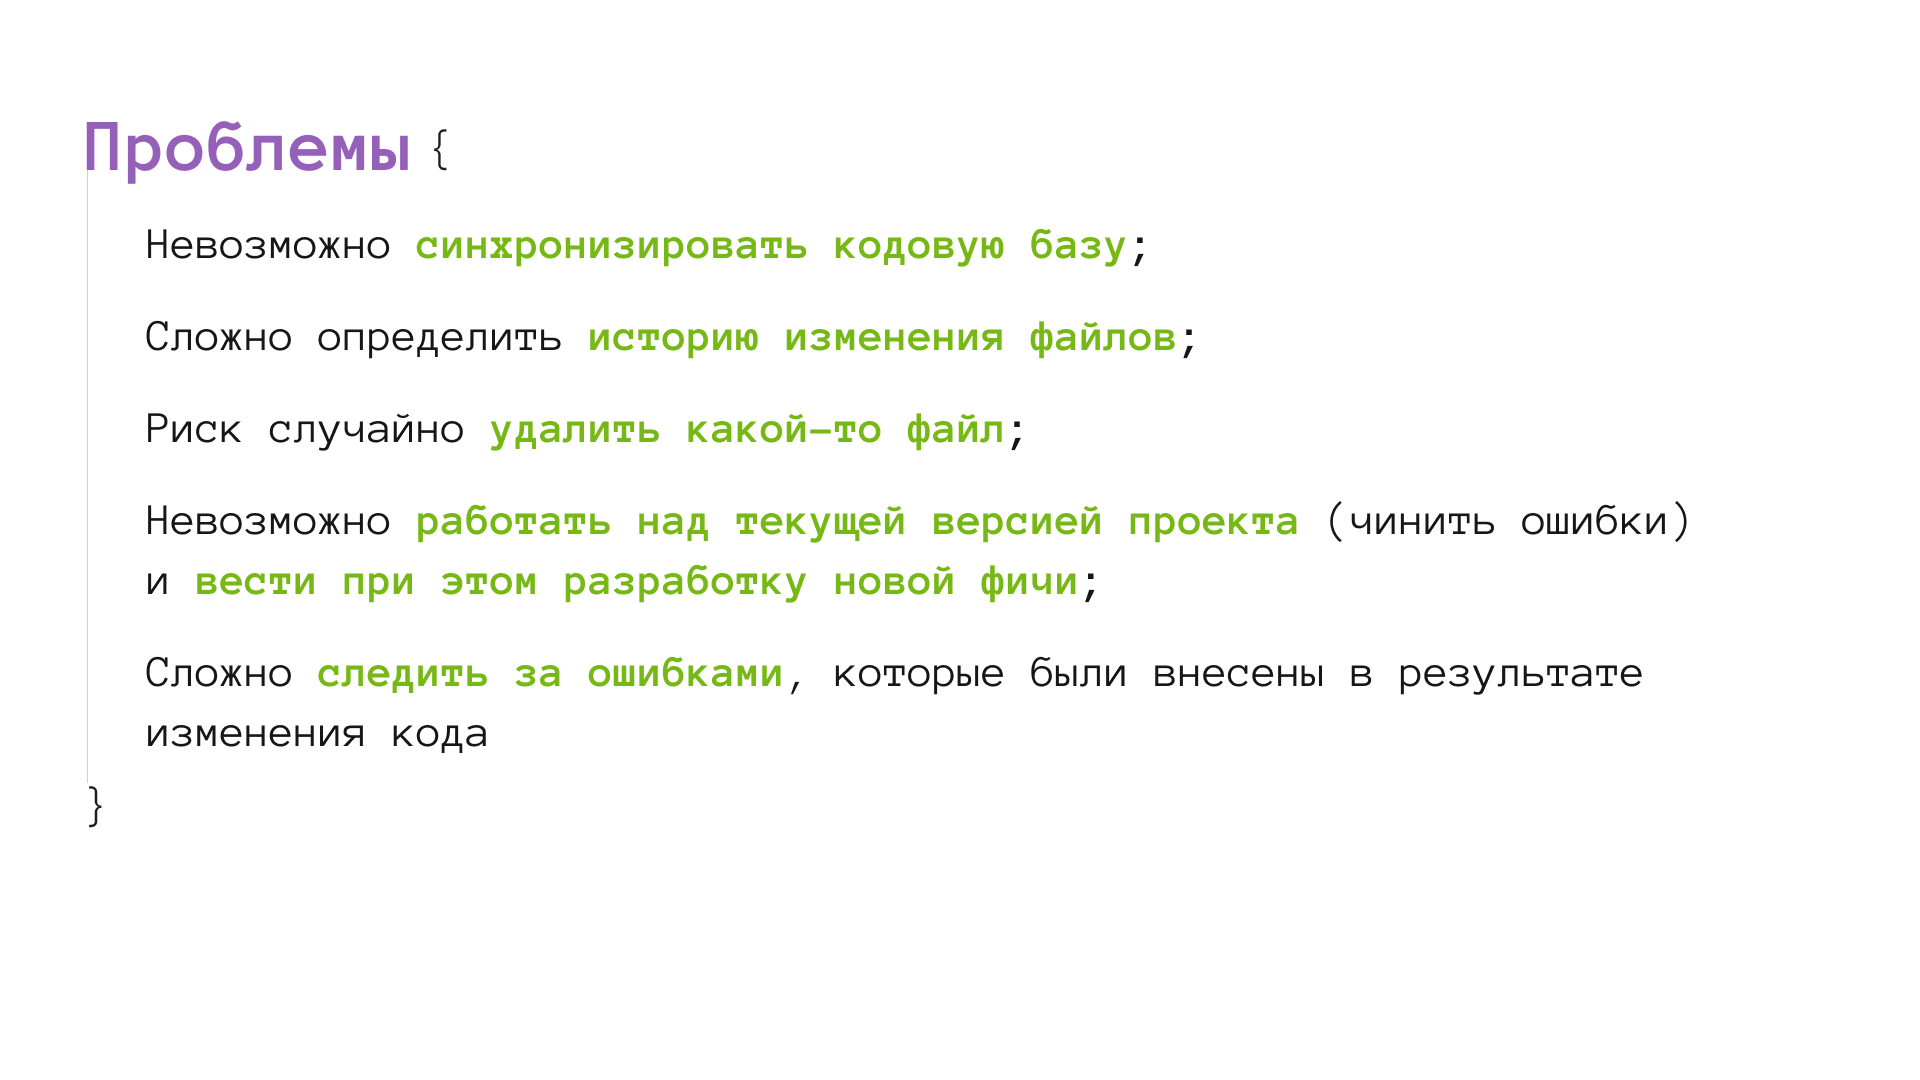 Проблемы {
Невозможно синхронизировать кодовую базу;
Сложно определить историю изменения файлов;
Риск случайно удалить какой-то файл;
Невозможно работать над текущей версией проекта (чинить ошибки)
и вести при этом разработку новой фичи;
Сложно следить за ошибками, которые были внесены в результате
изменения кода
}